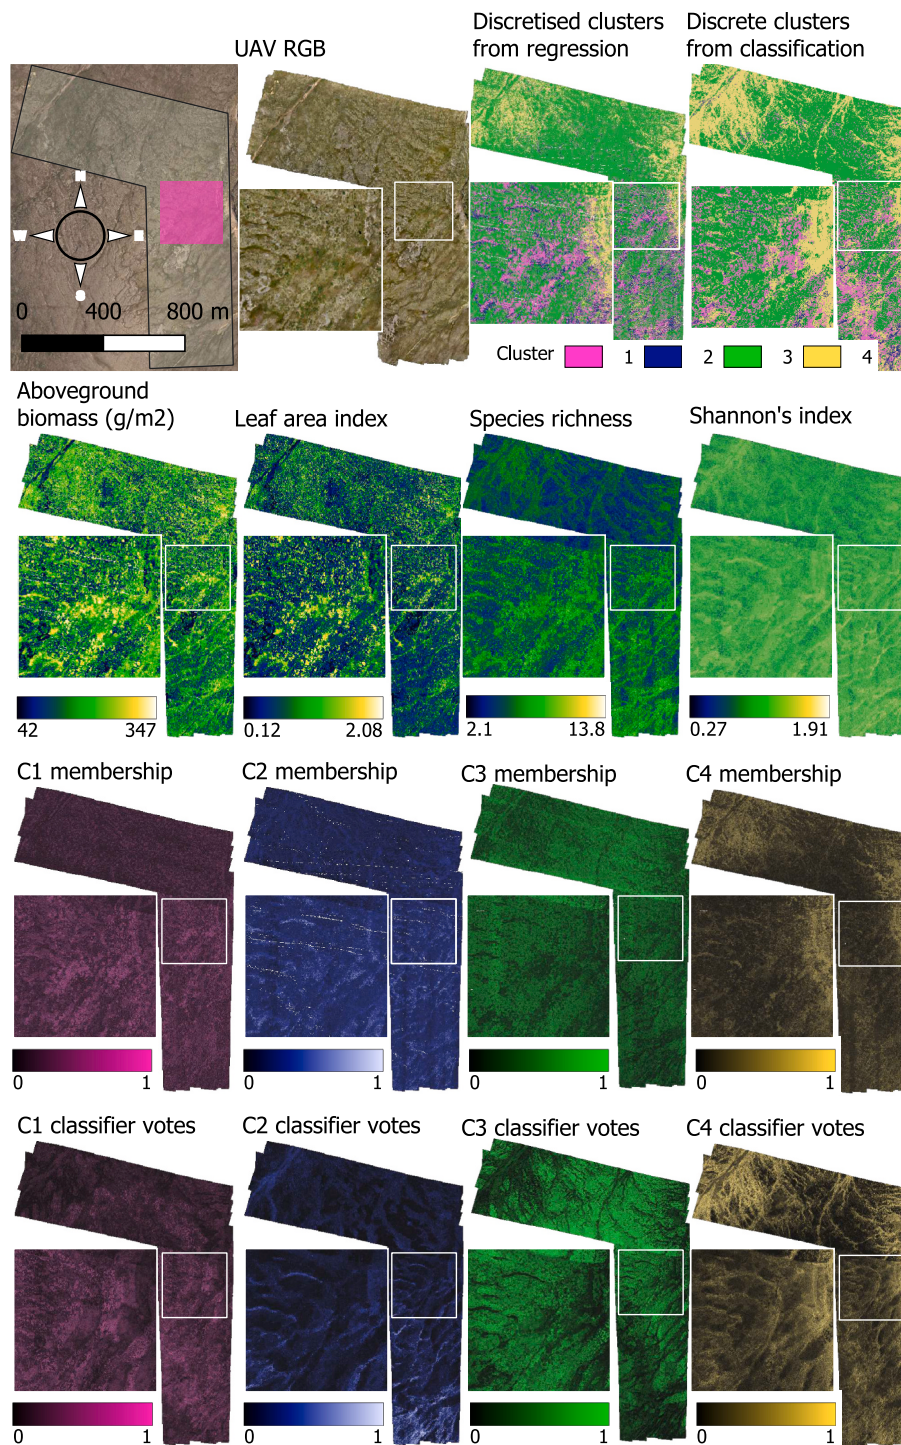 UAV RGB
Discretised clusters
from regression
Discrete clusters
from classification
0 400 800 m
Cluster 1 2 3 4
Aboveground
biomass (g/m2)
Leaf area index
Species richness
Shannon's index
42 347
0.12 2.08
2.1 13.8
0.27 1.91
C1 membership
C2 membership
C3 membership
C4 membership
0 1
0 1
0 1
0 1
C1 classifier votes
C2 classifier votes
C3 classifier votes
C4 classifier votes
0 1
0 1
0 1
0 1